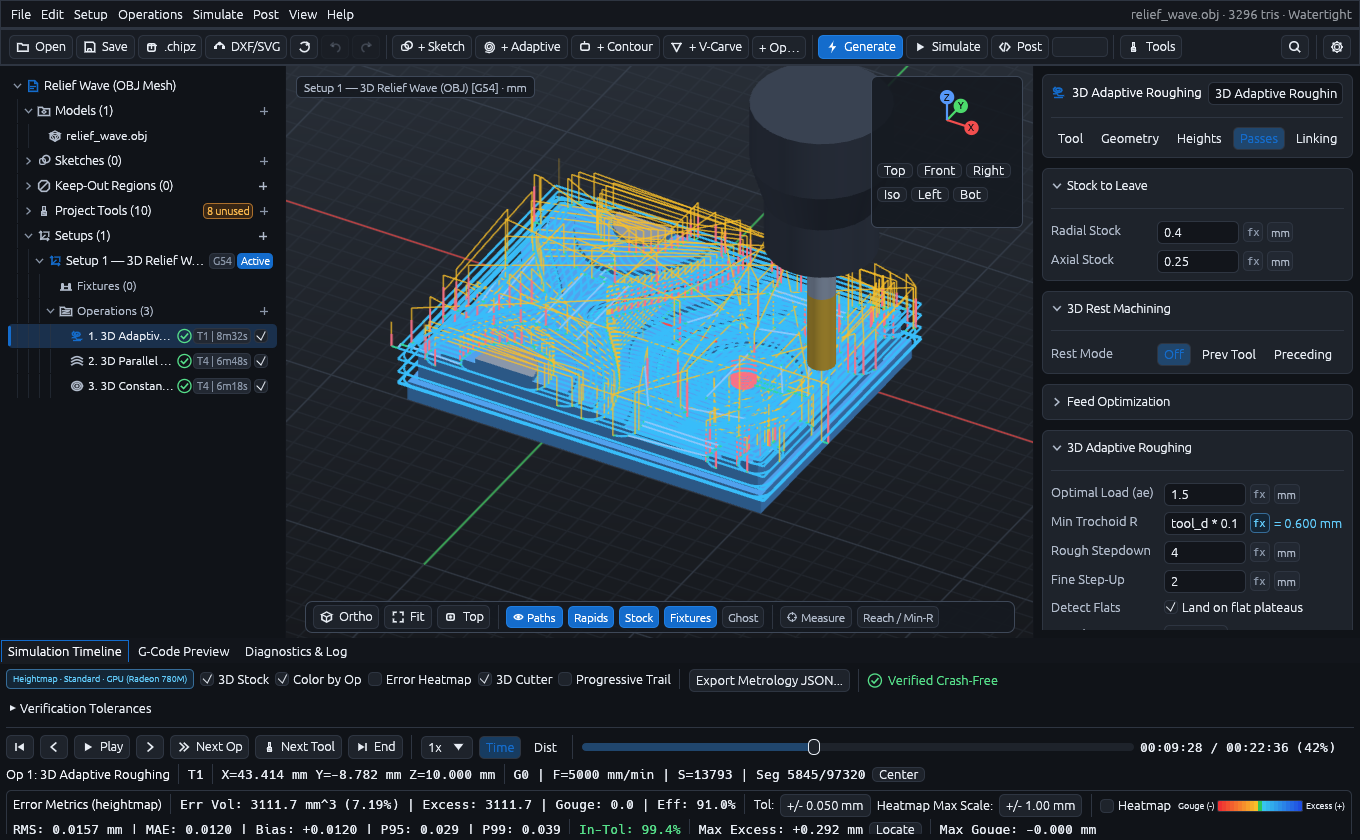 File Edit Setup Operations Simulate Post View Help
relief_wave.obj · 3296 tris · Watertight
Open Save .chipz DXF/SVG + Sketch + Adaptive + Contour + V-Carve + Op... Generate Simulate Post Tools
Relief Wave (OBJ Mesh)
Models (1) +
relief_wave.obj
Sketches (0) +
Keep-Out Regions (0) +
Project Tools (10) 8 unused +
Setups (1) +
Setup 1 — 3D Relief W... G54 Active
Fixtures (0)
Operations (3) +
1. 3D Adaptiv... T1 | 8m32s
2. 3D Parallel ... T4 | 6m48s
3. 3D Constan... T4 | 6m18s
Setup 1 — 3D Relief Wave (OBJ) [G54] · mm
Z Y X
Top Front Right
Iso Left Bot
Ortho Fit Top Paths Rapids Stock Fixtures Ghost Measure Reach / Min-R
3D Adaptive Roughing 3D Adaptive Roughin
Tool Geometry Heights Passes Linking
Stock to Leave
Radial Stock 0.4 fx mm
Axial Stock 0.25 fx mm
3D Rest Machining
Rest Mode Off Prev Tool Preceding
Feed Optimization
3D Adaptive Roughing
Optimal Load (ae) 1.5 fx mm
Min Trochoid R tool_d * 0.1 fx = 0.600 mm
Rough Stepdown 4 fx mm
Fine Step-Up 2 fx mm
Detect Flats Land on flat plateaus
Simulation Timeline G-Code Preview Diagnostics & Log
Heightmap · Standard · GPU (Radeon 780M) 3D Stock Color by Op Error Heatmap 3D Cutter Progressive Trail Export Metrology JSON... Verified Crash-Free
Verification Tolerances
Play Next Op Next Tool End 1x Time Dist 00:09:28 / 00:22:36 (42%)
Op 1: 3D Adaptive Roughing T1 X=43.414 mm Y=-8.782 mm Z=10.000 mm G0 | F=5000 mm/min | S=13793 | Seg 5845/97320 Center
Error Metrics (heightmap) Err Vol: 3111.7 mm^3 (7.19%) | Excess: 3111.7 | Gouge: 0.0 | Eff: 91.0% Tol: +/- 0.050 mm Heatmap Max Scale: +/- 1.00 mm Heatmap Gouge (-) Excess (+)
RMS: 0.0157 mm | MAE: 0.0120 | Bias: +0.0120 | P95: 0.029 | P99: 0.039 In-Tol: 99.4% Max Excess: +0.292 mm Locate Max Gouge: -0.000 mm